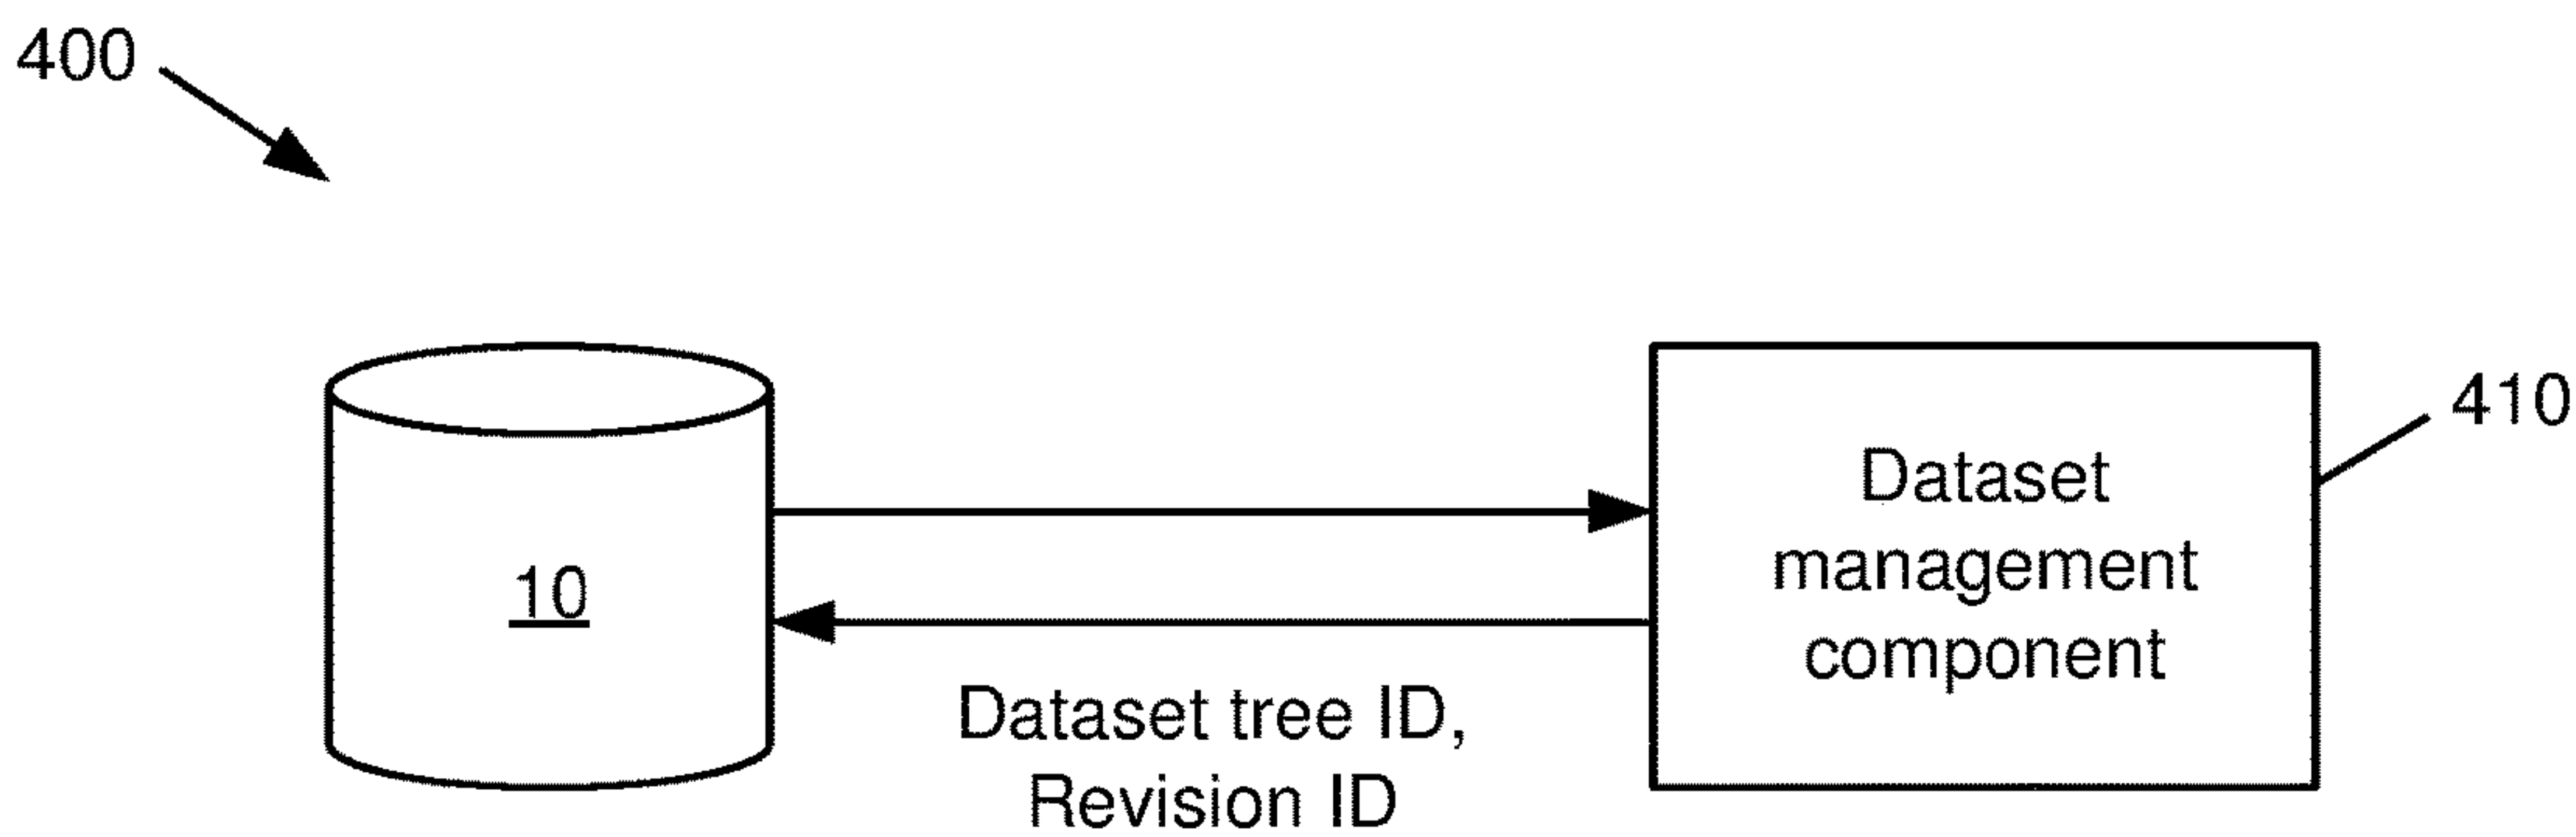 400
410
Dataset
management
component
10
Dataset tree ID,
Revision ID